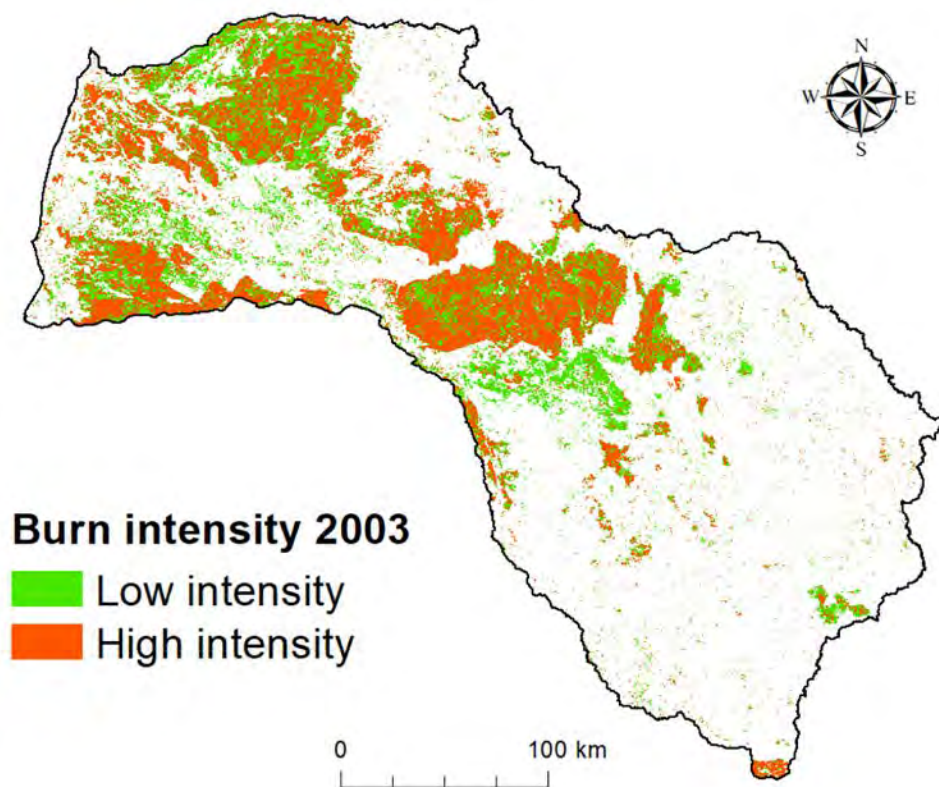 N
W E
S
Burn intensity 2003
Low intensity
High intensity
0 100 km